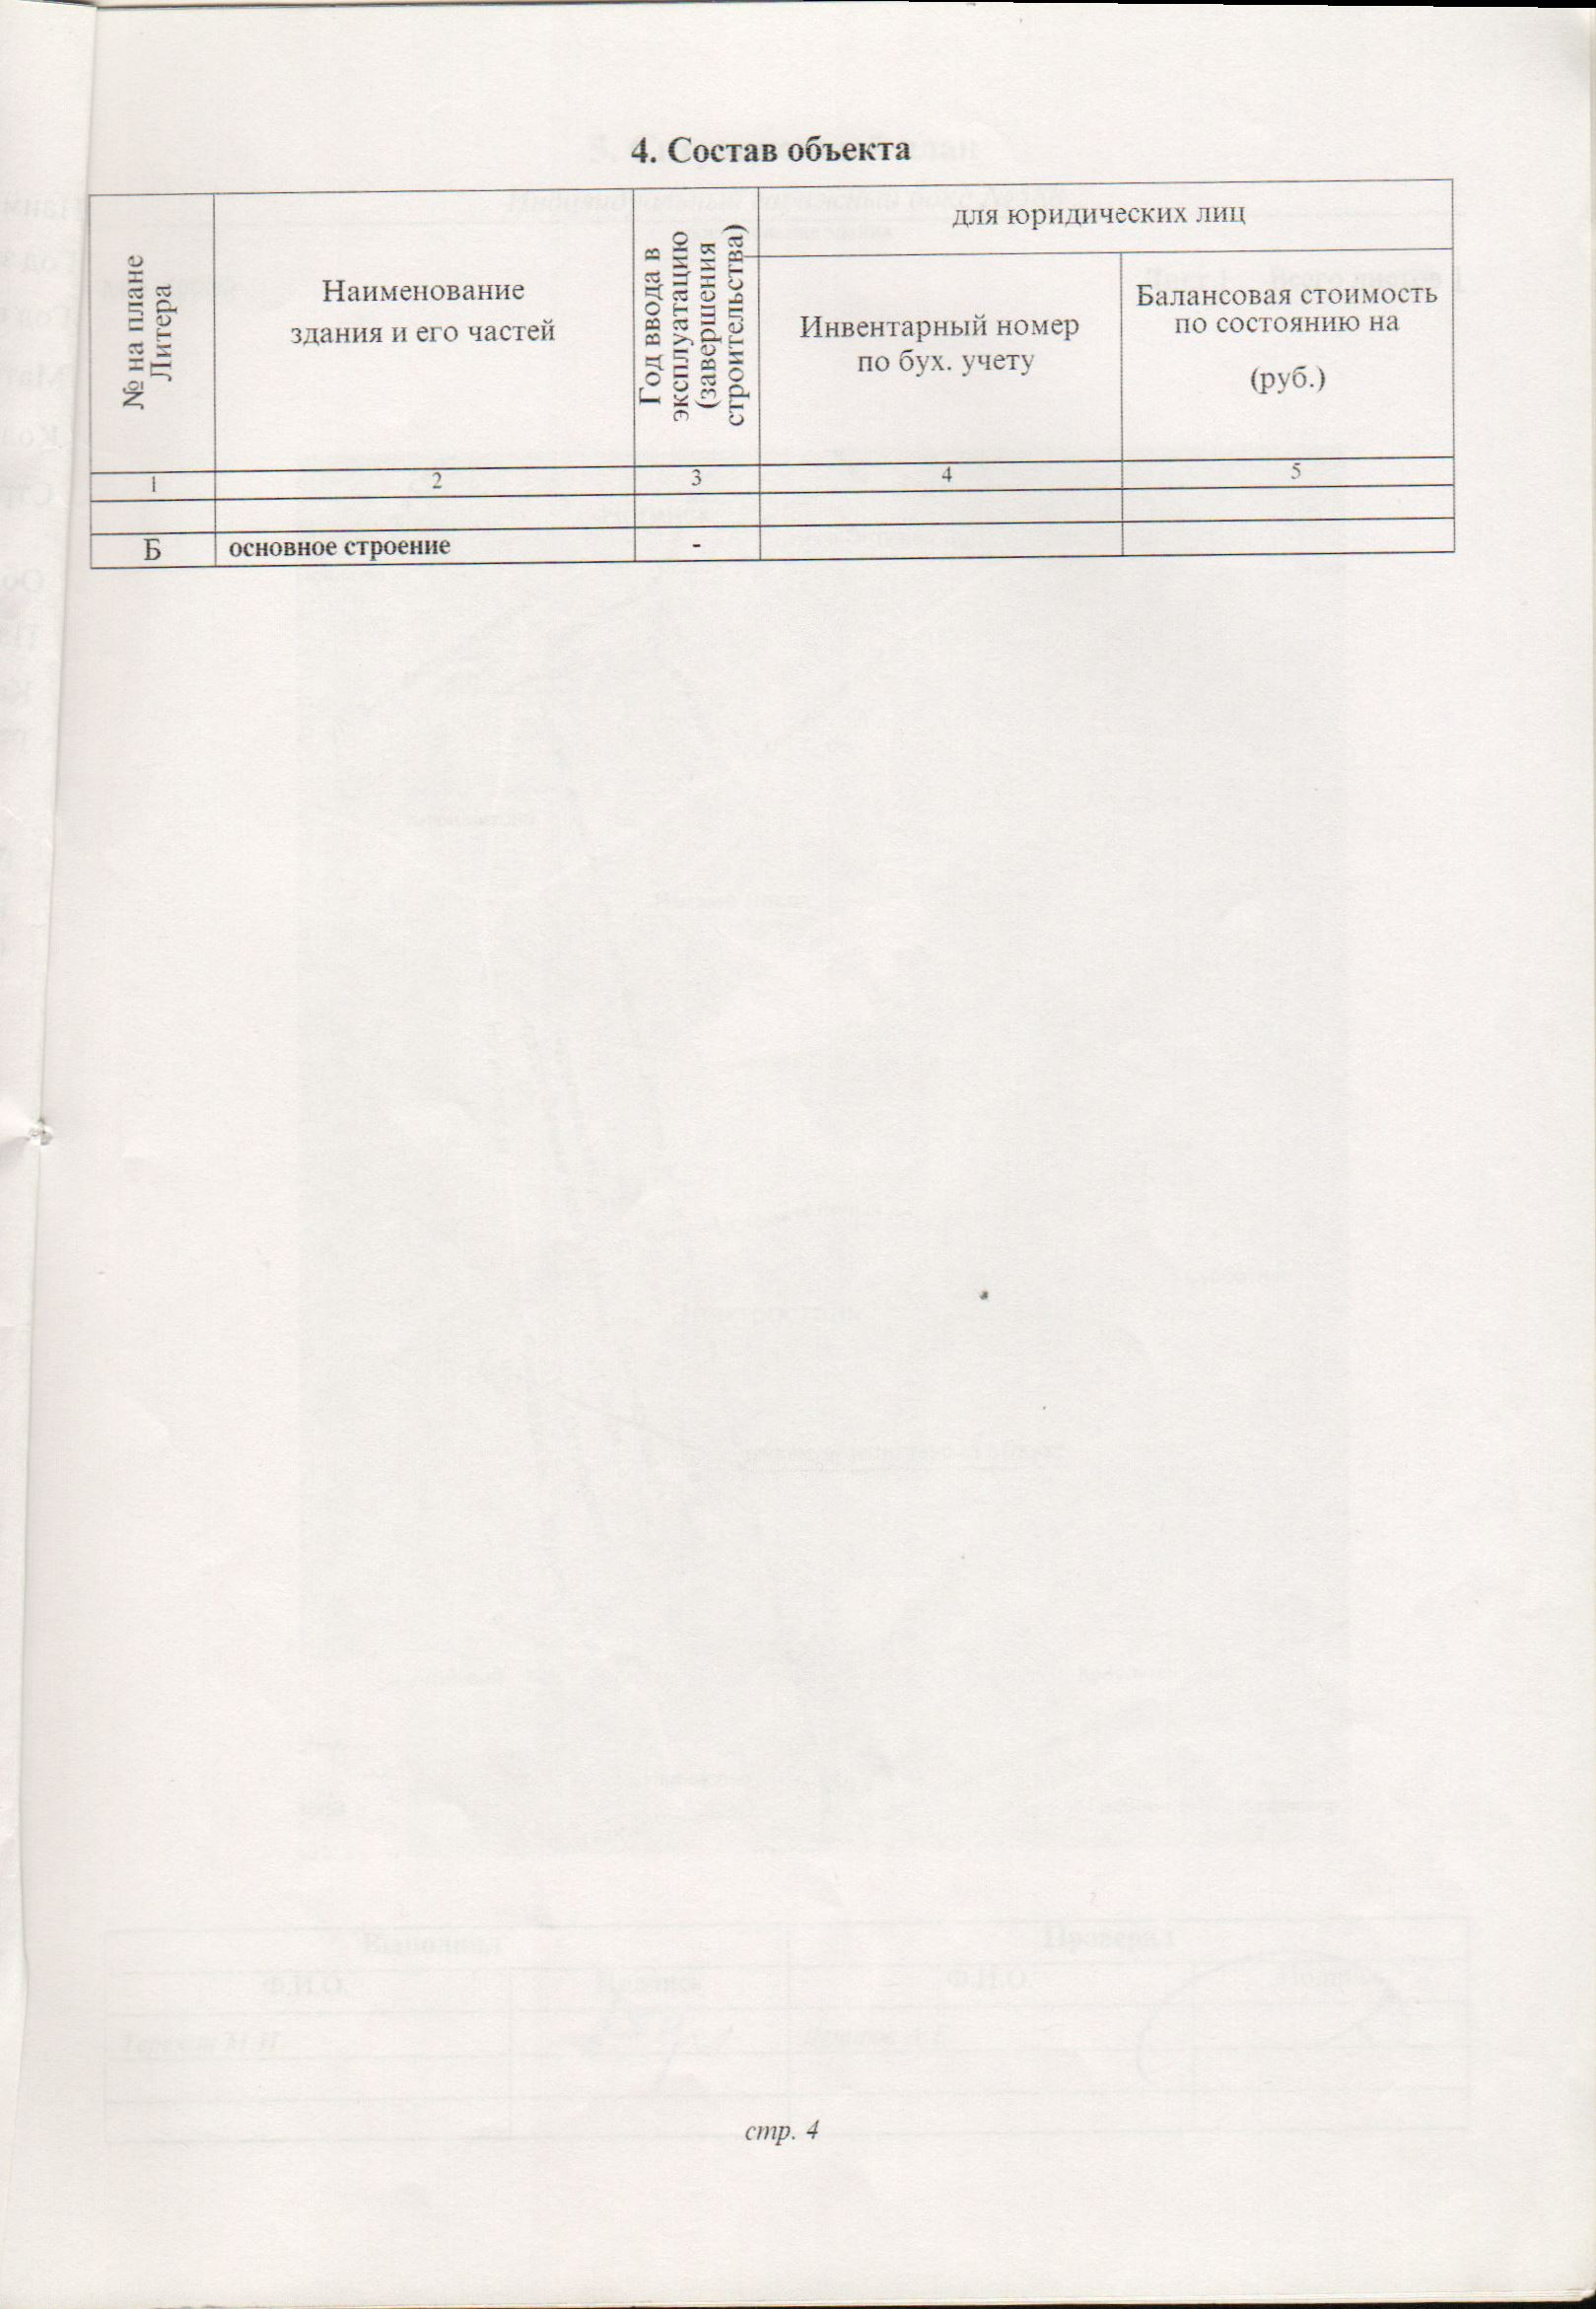 4. Состав объекта
№ на плане
Литера
Наименование
здания и его частей
Год ввода в
эксплуатацию
(завершения
строительства)
для юридических лиц
Инвентарный номер
по бух. учету
Балансовая стоимость
по состоянию на
(руб.)
1 2 3 4 5
Б основное строение -
стр. 4